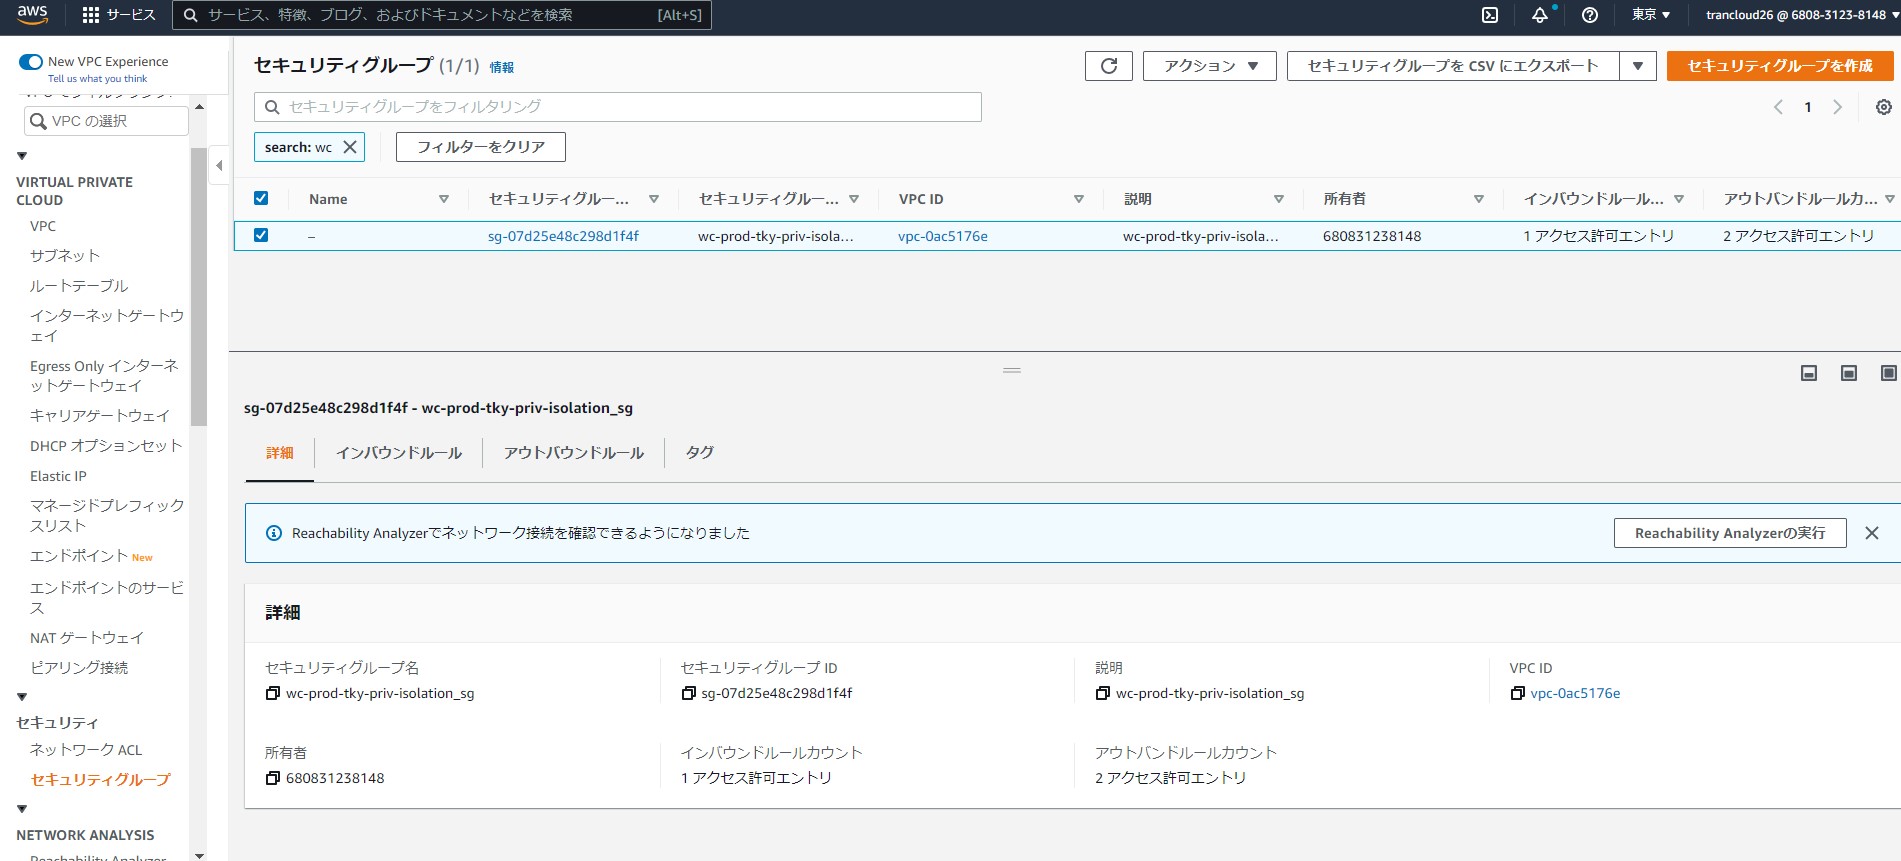 aws
サービス
サービス、特徴、ブログ、およびドキュメントなどを検索
[Alt+S]
東京
trancloud26 @ 6808-3123-8148
New VPC Experience
Tell us what you think
VPC の選択
VIRTUAL PRIVATE
CLOUD
VPC
サブネット
ルートテーブル
インターネットゲートウ
ェイ
Egress Only インターネ
ットゲートウェイ
キャリアゲートウェイ
DHCP オプションセット
Elastic IP
マネージドプレフィック
スリスト
エンドポイント New
エンドポイントのサービ
ス
NAT ゲートウェイ
ピアリング接続
セキュリティ
ネットワーク ACL
セキュリティグループ
NETWORK ANALYSIS
Reachability Analyzer
セキュリティグループ (1/1) 情報
アクション
セキュリティグループを CSV にエクスポート
セキュリティグループを作成
セキュリティグループをフィルタリング
1
search: wc
フィルターをクリア
Name
セキュリティグルー...
セキュリティグルー...
VPC ID
説明
所有者
インバウンドルール...
アウトバンドルールカ...
–
sg-07d25e48c298d1f4f
wc-prod-tky-priv-isola...
vpc-0ac5176e
wc-prod-tky-priv-isola...
680831238148
1 アクセス許可エントリ
2 アクセス許可エントリ
sg-07d25e48c298d1f4f - wc-prod-tky-priv-isolation_sg
詳細
インバウンドルール
アウトバウンドルール
タグ
Reachability Analyzerでネットワーク接続を確認できるようになりました
Reachability Analyzerの実行
詳細
セキュリティグループ名
wc-prod-tky-priv-isolation_sg
セキュリティグループ ID
sg-07d25e48c298d1f4f
説明
wc-prod-tky-priv-isolation_sg
VPC ID
vpc-0ac5176e
所有者
680831238148
インバウンドルールカウント
1 アクセス許可エントリ
アウトバンドルールカウント
2 アクセス許可エントリ